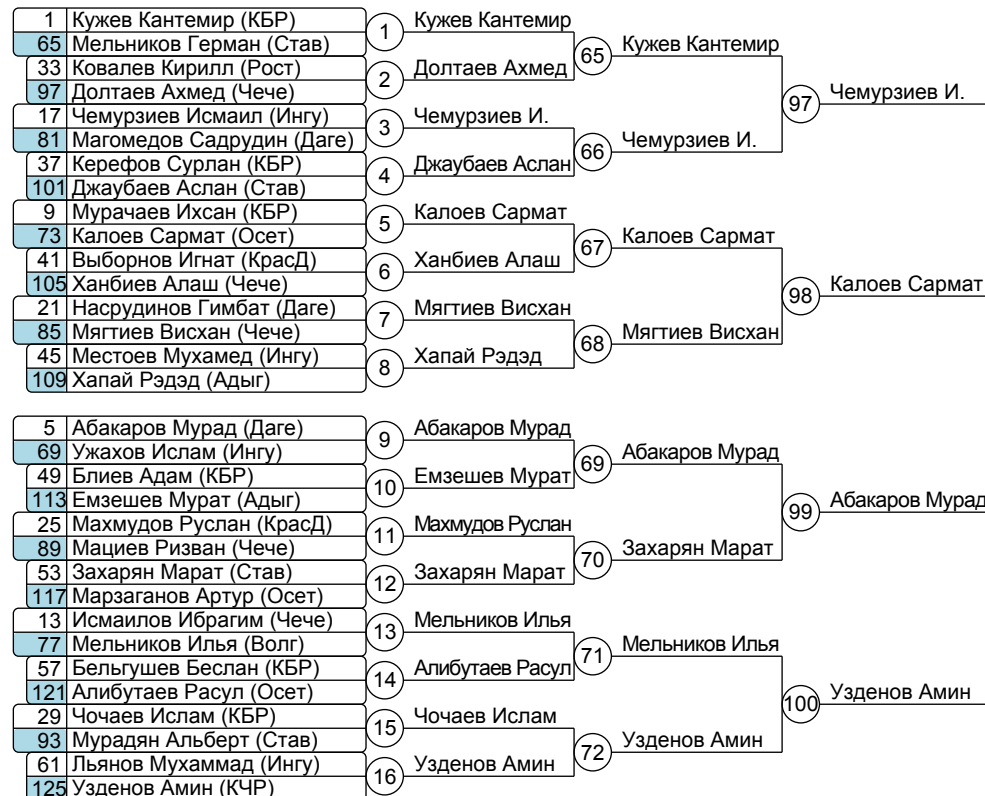 1 Кужев Кантемир (КБР)
65 Мельников Герман (Став)
33 Ковалев Кирилл (Рост)
97 Долтаев Ахмед (Чече)
17 Чемурзиев Исмаил (Ингу)
81 Магомедов Садрудин (Даге)
37 Керефов Сурлан (КБР)
101 Джаубаев Аслан (Став)
9 Мурачаев Ихсан (КБР)
73 Калоев Сармат (Осет)
41 Выборнов Игнат (КрасД)
105 Ханбиев Алаш (Чече)
21 Насрудинов Гимбат (Даге)
85 Мягтиев Висхан (Чече)
45 Местоев Мухамед (Ингу)
109 Хапай Рэдэд (Адыг)
5 Абакаров Мурад (Даге)
69 Ужахов Ислам (Ингу)
49 Блиев Адам (КБР)
113 Емзешев Мурат (Адыг)
25 Махмудов Руслан (КрасД)
89 Мациев Ризван (Чече)
53 Захарян Марат (Став)
117 Марзаганов Артур (Осет)
13 Исмаилов Ибрагим (Чече)
77 Мельников Илья (Волг)
57 Бельгушев Беслан (КБР)
121 Алибутаев Расул (Осет)
29 Чочаев Ислам (КБР)
93 Мурадян Альберт (Став)
61 Льянов Мухаммад (Ингу)
125 Узденов Амин (КЧР)
1 Кужев Кантемир
2 Долтаев Ахмед
3 Чемурзиев И.
4 Джаубаев Аслан
5 Калоев Сармат
6 Ханбиев Алаш
7 Мягтиев Висхан
8 Хапай Рэдэд
9 Абакаров Мурад
10 Емзешев Мурат
11 Махмудов Руслан
12 Захарян Марат
13 Мельников Илья
14 Алибутаев Расул
15 Чочаев Ислам
16 Узденов Амин
65 Кужев Кантемир
66 Чемурзиев И.
67 Калоев Сармат
68 Мягтиев Висхан
69 Абакаров Мурад
70 Захарян Марат
71 Мельников Илья
72 Узденов Амин
97 Чемурзиев И.
98 Калоев Сармат
99 Абакаров Мурад
100 Узденов Амин